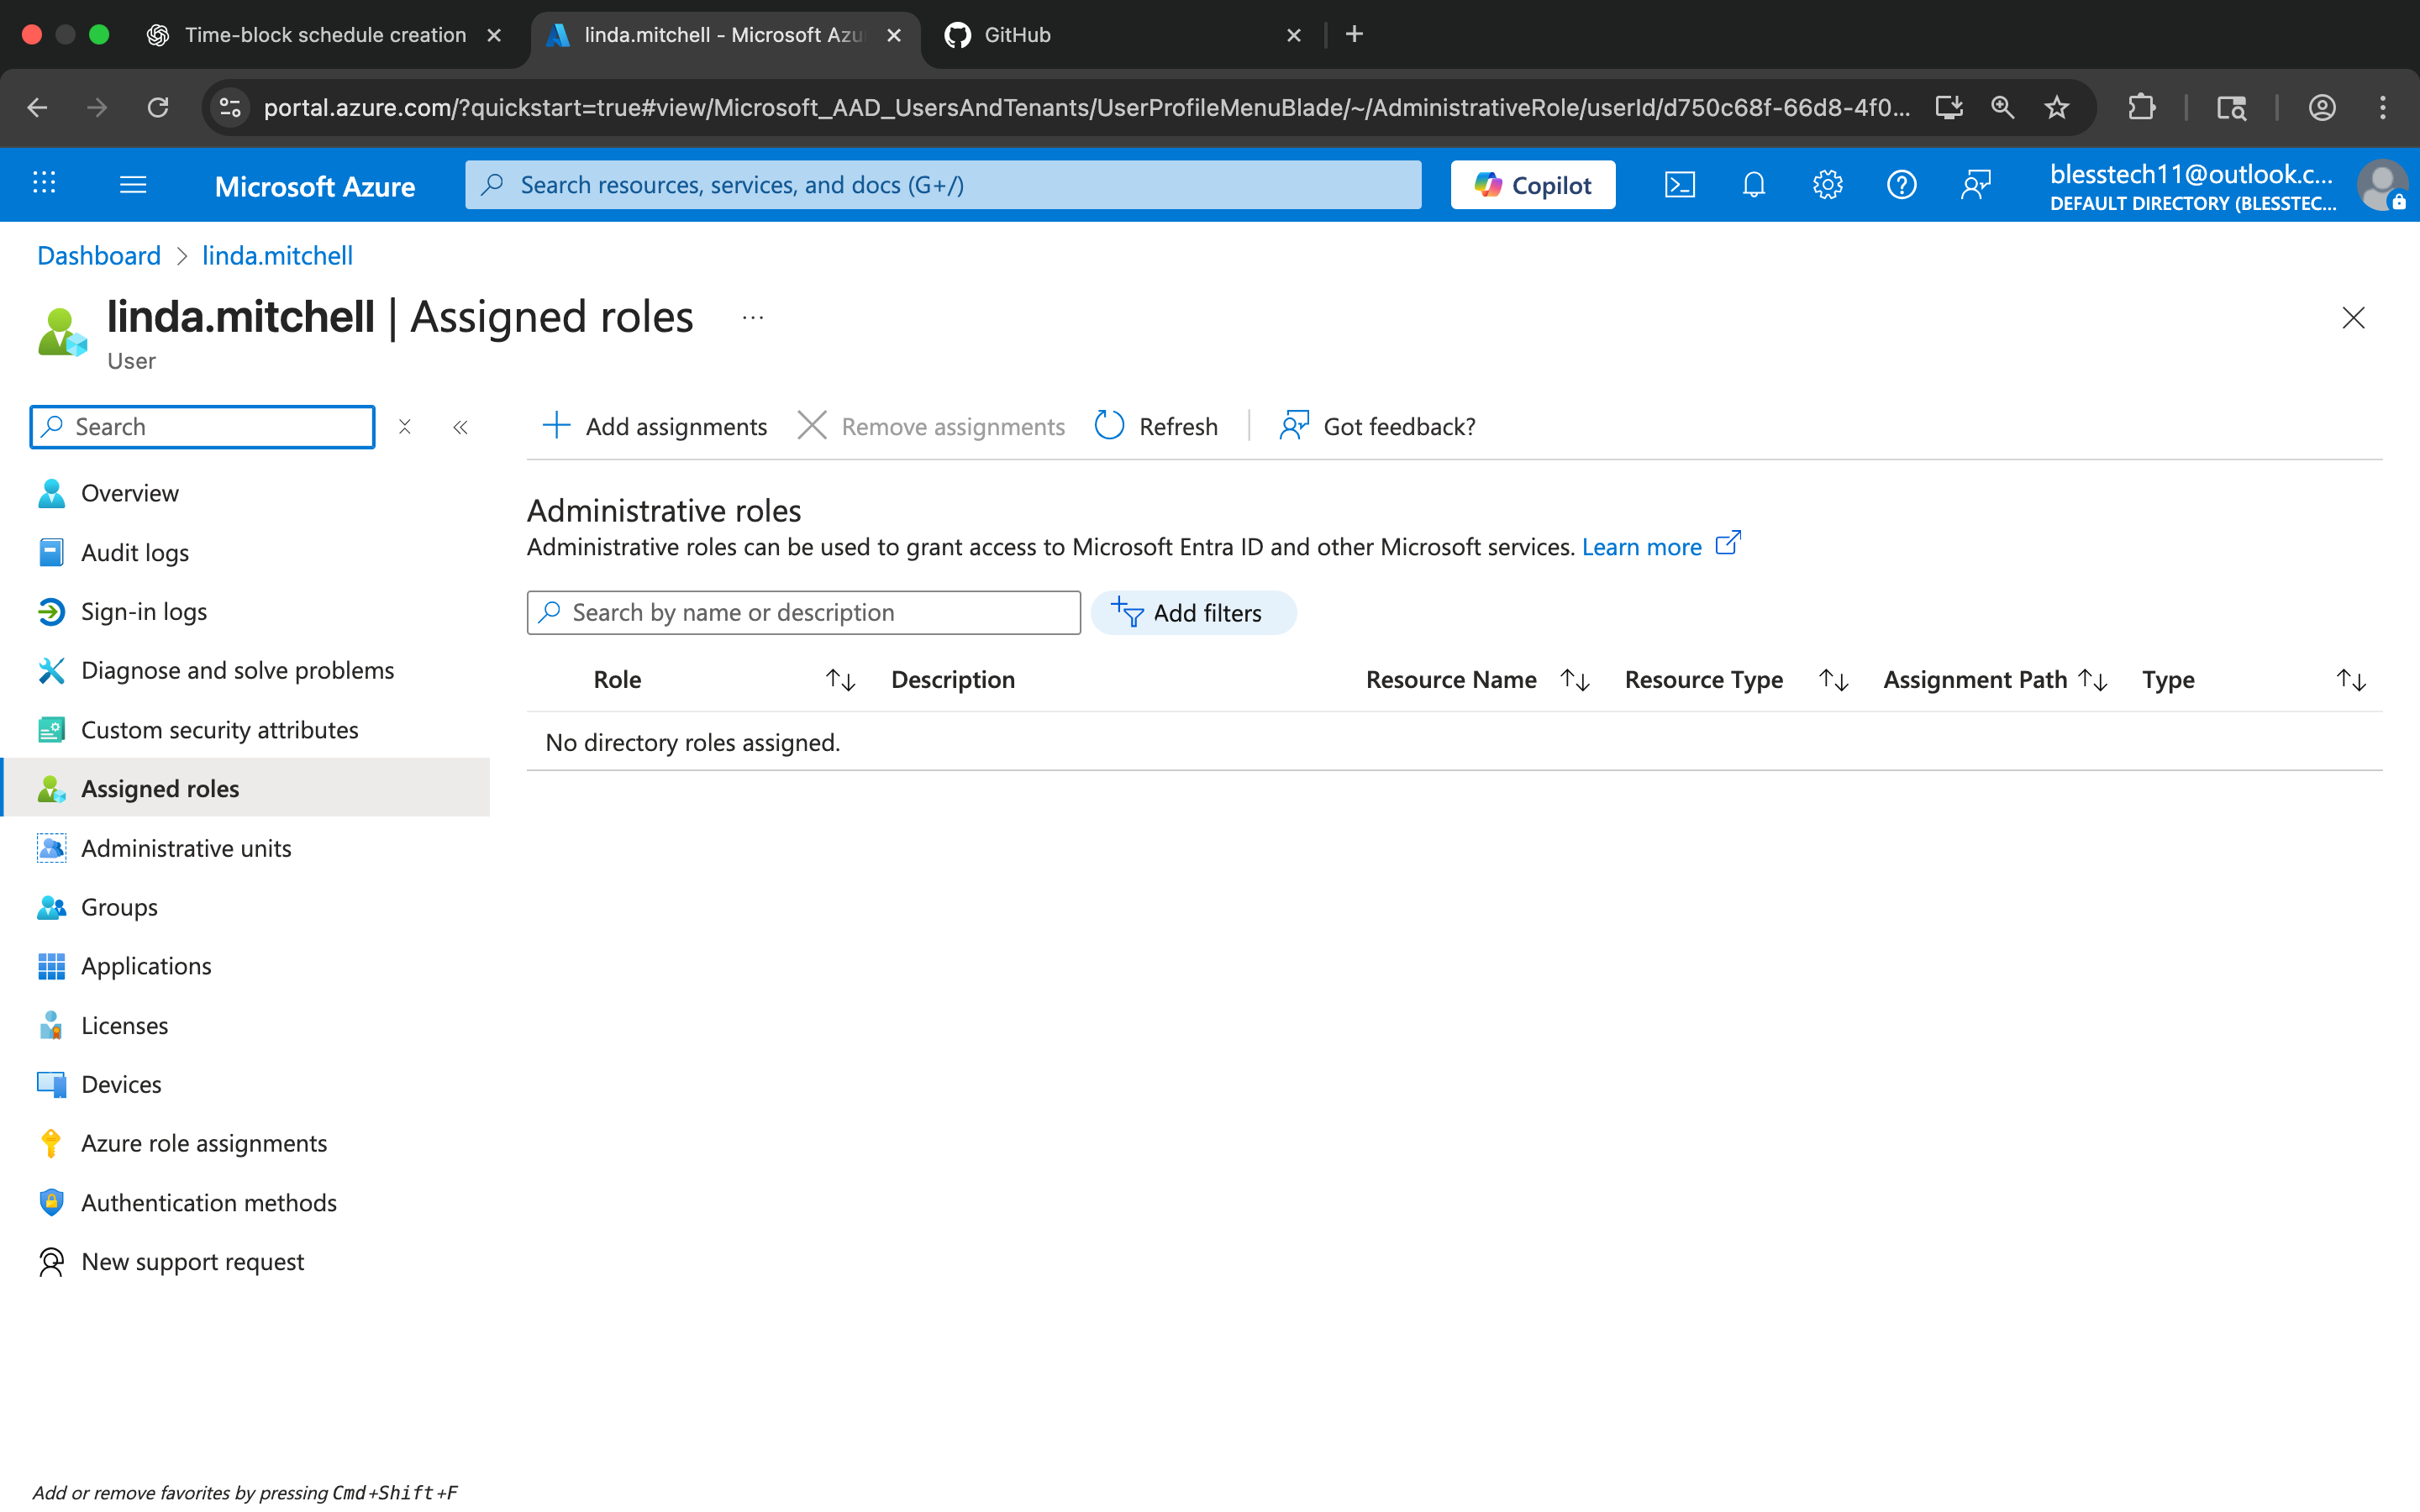 Time-block schedule creation
linda.mitchell - Microsoft Azu
GitHub
portal.azure.com/?quickstart=true#view/Microsoft_AAD_UsersAndTenants/UserProfileMenuBlade/~/AdministrativeRole/userId/d750c68f-66d8-4f0...
Microsoft Azure
Search resources, services, and docs (G+/)
Copilot
blesstech11@outlook.c...
DEFAULT DIRECTORY (BLESSTEC...
Dashboard > linda.mitchell
linda.mitchell | Assigned roles ...
User
Search
Add assignments
Remove assignments
Refresh
Got feedback?
Overview
Audit logs
Sign-in logs
Diagnose and solve problems
Custom security attributes
Assigned roles
Administrative units
Groups
Applications
Licenses
Devices
Azure role assignments
Authentication methods
New support request
Administrative roles
Administrative roles can be used to grant access to Microsoft Entra ID and other Microsoft services. Learn more
Search by name or description
Add filters
Role Description Resource Name Resource Type Assignment Path Type
No directory roles assigned.
Add or remove favorites by pressing Cmd+Shift+F